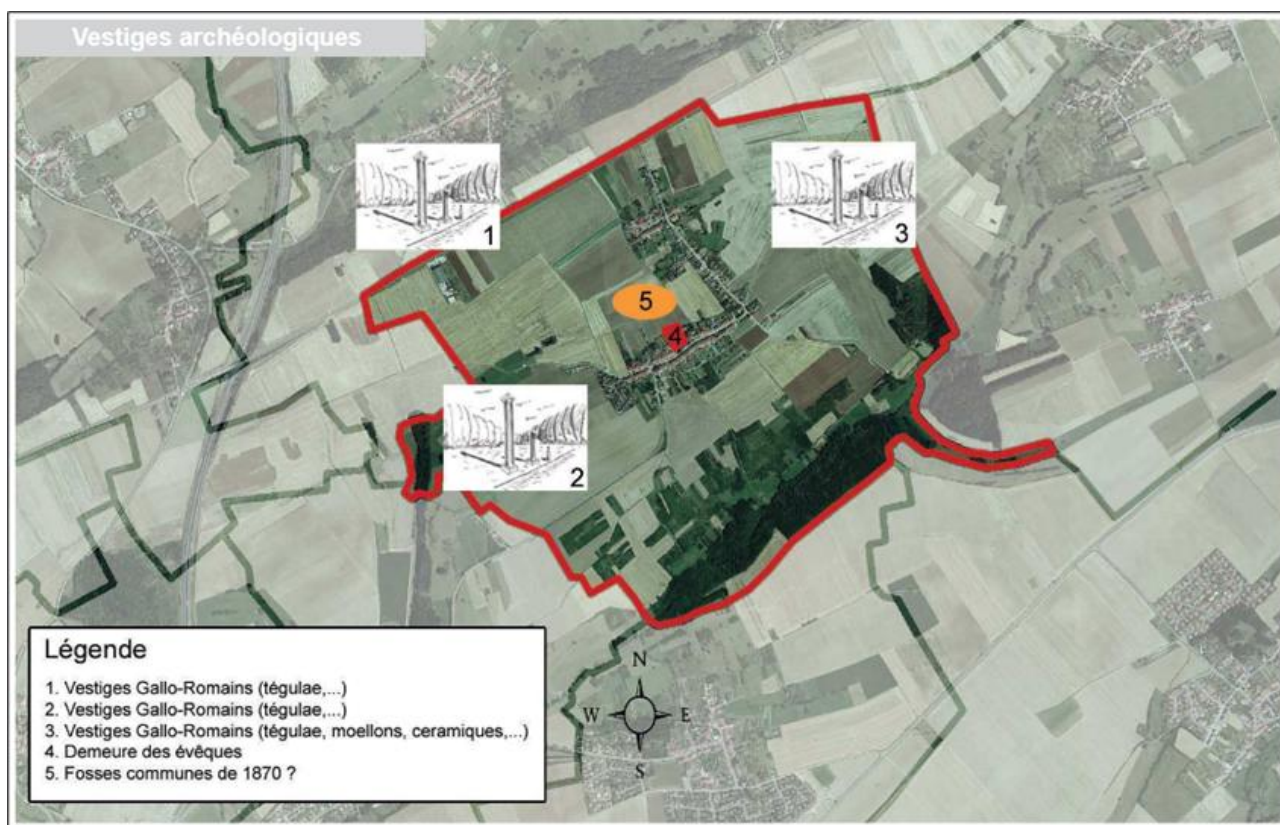 Vestiges archéologiques
1
3
5
4
2
Légende
1. Vestiges Gallo-Romains (tégulae,...)
2. Vestiges Gallo-Romains (tégulae,...)
3. Vestiges Gallo-Romains (tégulae, moellons, ceramiques,...)
4. Demeure des évêques
5. Fosses communes de 1870 ?
N
W
E
S